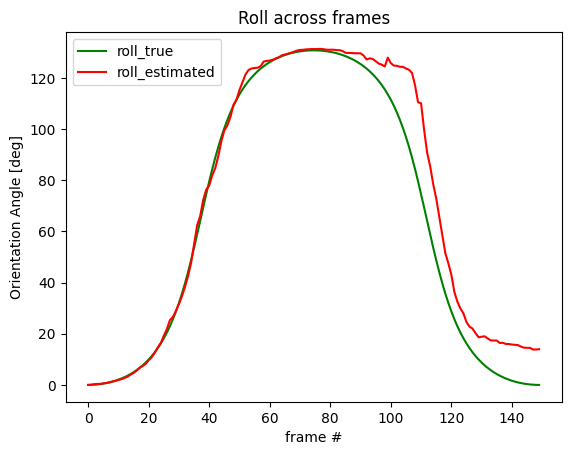 Roll across frames
roll_true
roll_estimated
Orientation Angle [deg]
120
100
80
60
40
20
0
0 20 40 60 80 100 120 140
frame #